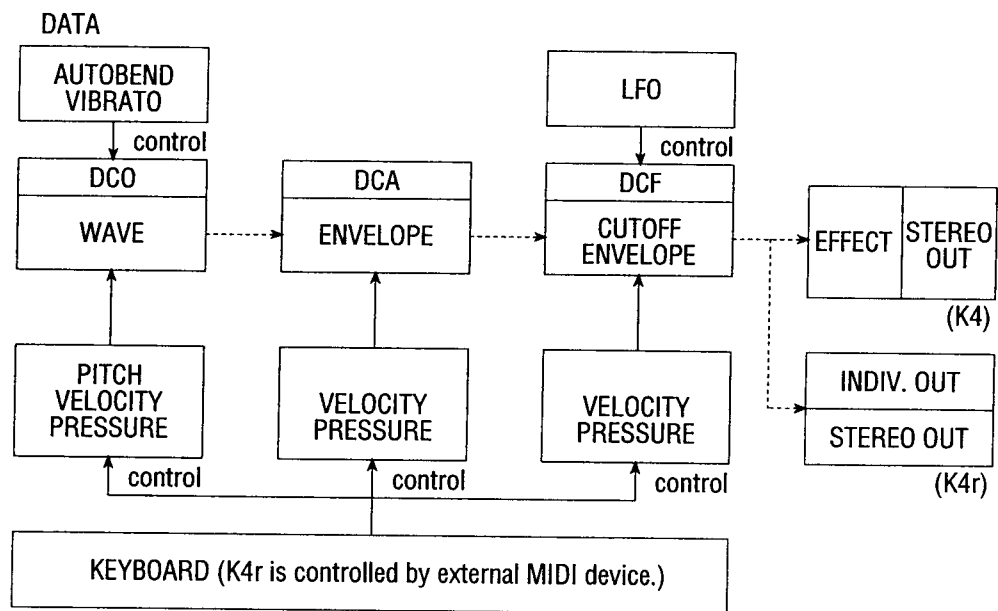 DATA
AUTOBEND
VIBRATO
LFO
control
control
DCO
DCA
DCF
WAVE
ENVELOPE
CUTOFF
ENVELOPE
EFFECT
STEREO
OUT
(K4)
PITCH
VELOCITY
PRESSURE
VELOCITY
PRESSURE
VELOCITY
PRESSURE
INDIV. OUT
STEREO OUT
(K4r)
control
control
control
KEYBOARD (K4r is controlled by external MIDI device.)